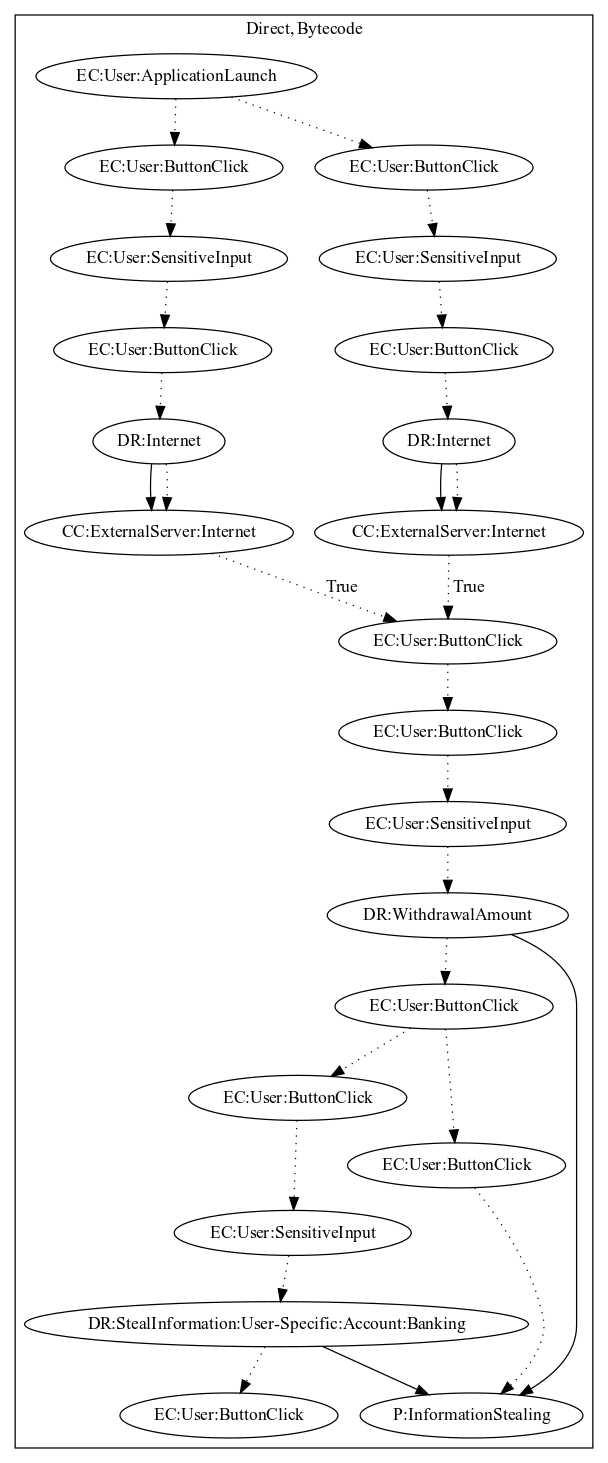 Direct, Bytecode
EC:User:ApplicationLaunch
EC:User:ButtonClick
EC:User:ButtonClick
EC:User:SensitiveInput
EC:User:SensitiveInput
EC:User:ButtonClick
EC:User:ButtonClick
DR:Internet
DR:Internet
CC:ExternalServer:Internet
CC:ExternalServer:Internet
True
True
EC:User:ButtonClick
EC:User:ButtonClick
EC:User:SensitiveInput
DR:WithdrawalAmount
EC:User:ButtonClick
EC:User:ButtonClick
EC:User:ButtonClick
EC:User:SensitiveInput
DR:StealInformation:User-Specific:Account:Banking
EC:User:ButtonClick
P:InformationStealing